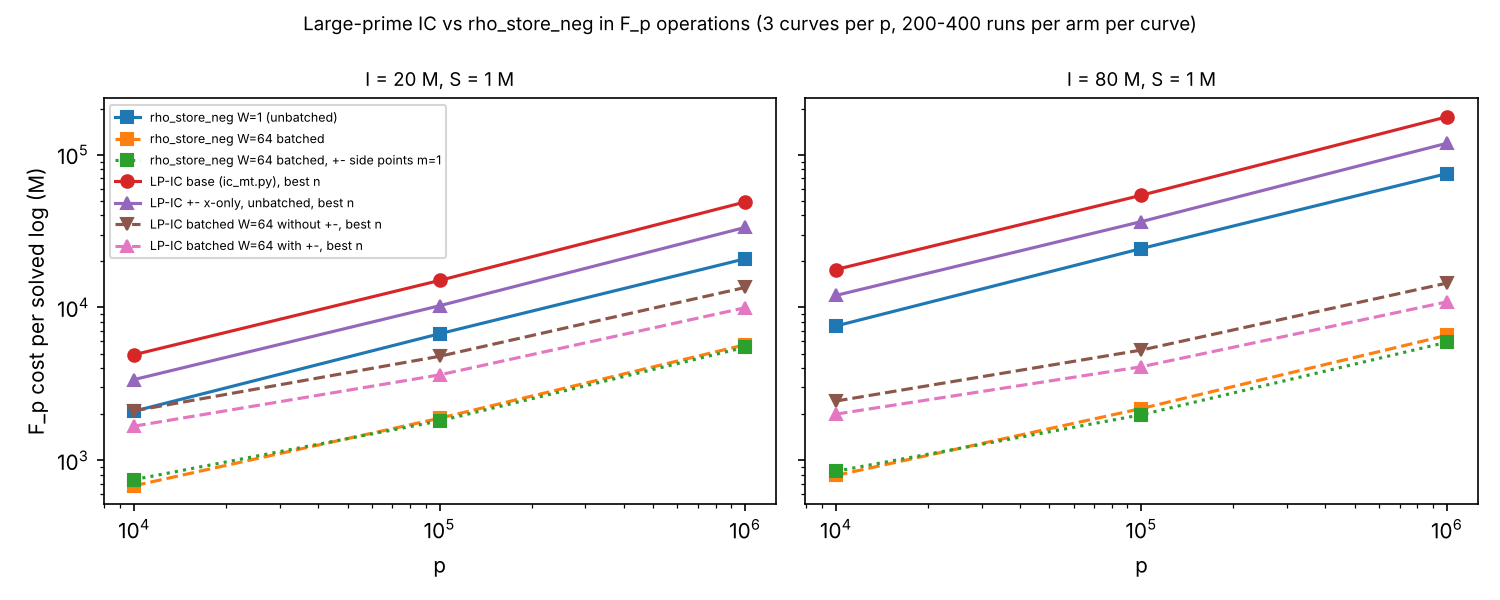 Large-prime IC vs rho_store_neg in F_p operations (3 curves per p, 200-400 runs per arm per curve)
I = 20 M, S = 1 M
I = 80 M, S = 1 M
F_p cost per solved log (M)
10^5
10^4
10^3
rho_store_neg W=1 (unbatched)
rho_store_neg W=64 batched
rho_store_neg W=64 batched, +- side points m=1
LP-IC base (ic_mt.py), best n
LP-IC +- x-only, unbatched, best n
LP-IC batched W=64 without +-, best n
LP-IC batched W=64 with +-, best n
10^4 10^5 10^6
10^4 10^5 10^6
p
p